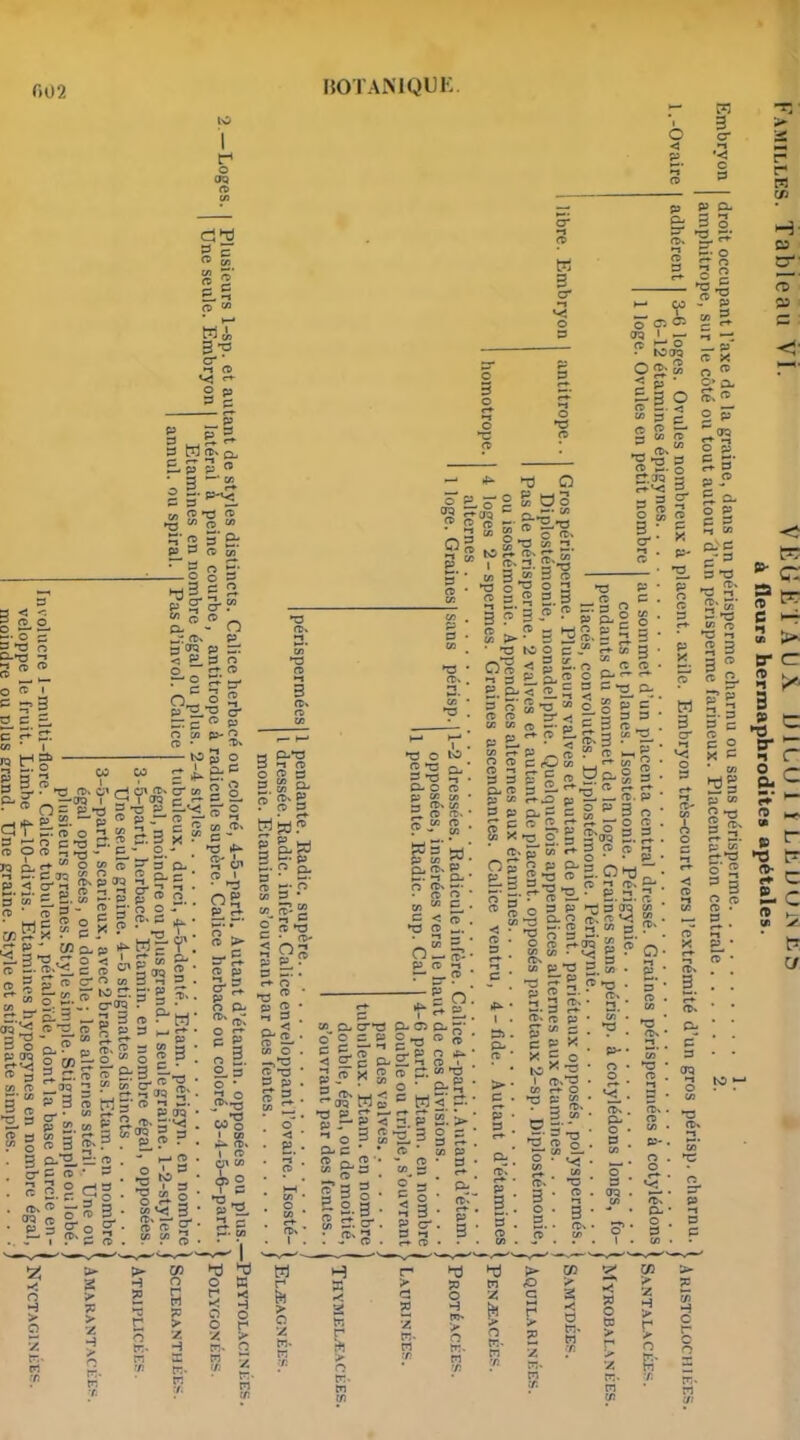 602
BOTANIQUE.
VÉGÉTAUX DICOTYLÉDONES
à fleurs hermaphrodites apétales.
FAMILLES. Tableau VI.
Embryon
droit occupant l'axe de la graine, dans un périsperme charnu ou sans périsperme. . . . 1.
amphitrope, sur le côté ou tout autour d'un périsperme farineux. Placentation centrale . . . . 2.
1.-Ovaire
adhérent
3-6 loges. Ovules nombreux à placent. axile. Embryon très-court vers l'extrémité d'un gros périsp. charnu.
6-12 étamines épigynes. . . . ARISTOLOCHIÉES.
1 loge. Ovules en petit nombre
au sommet d'un placenta central dressé. Graines périspermées à cotylédons
courts et planes. Isostémonie. Périgynie. . . . SANTALACÉES.
pendants du sommet de la loge. Graines sans périsp. à cotylédons longs, fo-
liacés, convolutés. Diplostémonie. Périgynie. . . . MYROBALANÉES.
libre. Embryon
antitrope. .
Gros périsperme. Plusieurs valves et autant de placent. pariétaux opposés, polyspermes.
Diplostémonie, monadelphie. Quelquefois appendices alternes aux étamines. . . . SAMYDÉES.
Pas de périsperme. 2 valves et autant de placent. opposés pariétaux 2-sp. Diplostémonie,
ou isostémonie. Appendices alternes aux étamines. . . . AQUILARINÉES.
homotrope.
4 loges 2-spermes. Graines ascendantes. Calice ventru, 4-fide. Autant d'étamines
alternes . . . PENÆACÉES.
1 loge. Graines
sans périsp.
1-2 dressées. Radicule infère. Calice 4-parti. Autant d'étam.
opposées, insérées vers le haut de ces divisions. . . . PROTÉACÉES.
1 pendante. Radic. sup. Cal.
4-6 parti. Étam. en nombre
double ou triple, s'ouvrant
par des valves. . . . LAURINÉES.
tubuleux. Étam. en nombre
double, égal, ou de moitié,
s'ouvrant par des fentes. . THYMELÆACÉES.
périspermées
1 pendante. Radic. supère. .
1 dressée. Radic. infère. Calice enveloppant l'ovaire. Isosté-
monie. Étamines s'ouvrant par des fentes. . . . ELÆAGNÉES.
2.—Loges.
Plusieurs 1-sp. et autant de styles distincts. Calice herbacé ou coloré, 4-5-parti. Autant d'étamin. opposées ou plus.—PHYTOLACINÉES.
Une seule. Embryon
latéral à peine courbe, antitrope à radicule supère. Calice herbacé ou coloré, 3-4-5-6-parti.
Étamines en nombre égal ou plus. 2-4 styles. . . . POLYGONÉES.
annul. ou spiral.
Pas d'invol. Calice
tubuleux, durci, 4-5-denté. Étam. périgyn. en nombre
égal, moindre ou plus grand. 1 seule graine. 1-2-styles. SCLERANTHÉES.
3-5-parti, herbacé. Étamin. en nombre égal, opposées.
Une seule graine. 4-5 stigmates distincts. . . . ATRIPLICÉES.
3-5-parti, scarieux, avec 2 bractéoles. Étam. en nombre
égal opposées, ou double; les alternes stéril. Une ou
plusieurs graines. Style simple. Stigm. simple ou lobé. AMARANTACÉES.
Involucre 1-multi-flore. Calice tubuleux, pétaloïde, dont la base durcie en-
veloppe le fruit. Limbe 4-10-divis. Étamines hypogynes en nombre égal,
moindre ou plus grand. Une graine. Style et stigmate simples. . . . NYCTAGINÉES.